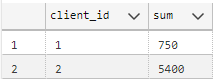 client_id sum
1 1 750
2 2 5400